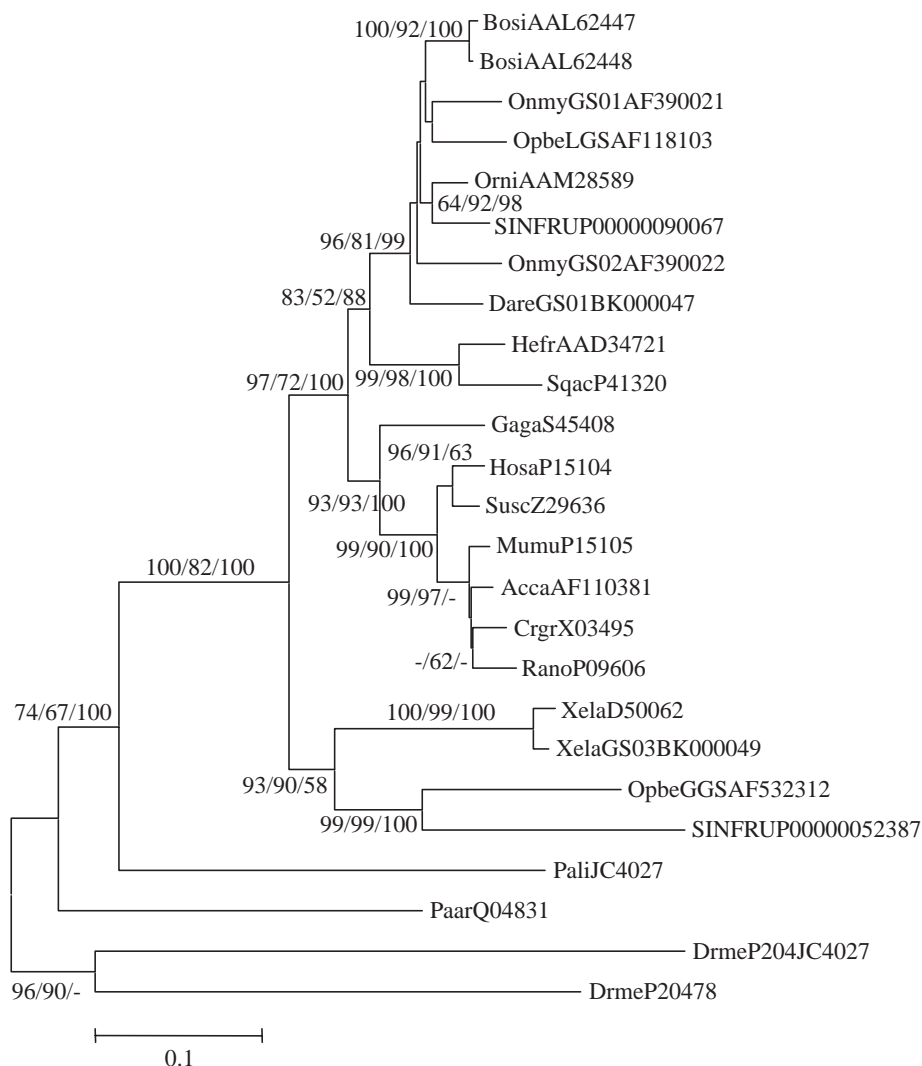 BosiAAL62447
100/92/100
BosiAAL62448
OnmyGS01AF390021
OpbeLGSAF118103
OrniAAM28589
64/92/98
SINFRUP00000090067
96/81/99
OnmyGS02AF390022
83/52/88
DareGS01BK000047
HefrAAD34721
97/72/100
99/98/100
SqacP41320
GagaS45408
96/91/63
HosaP15104
93/93/100
SuscZ29636
99/90/100
MumuP15105
100/82/100
99/97/-
AccaAF110381
CrgrX03495
-/62/-
RanoP09606
74/67/100
100/99/100
XelaD50062
XelaGS03BK000049
93/90/58
OpbeGGSAF532312
99/99/100
SINFRUP00000052387
PaliJC4027
PaarQ04831
DrmeP204JC4027
96/90/-
DrmeP20478
0.1